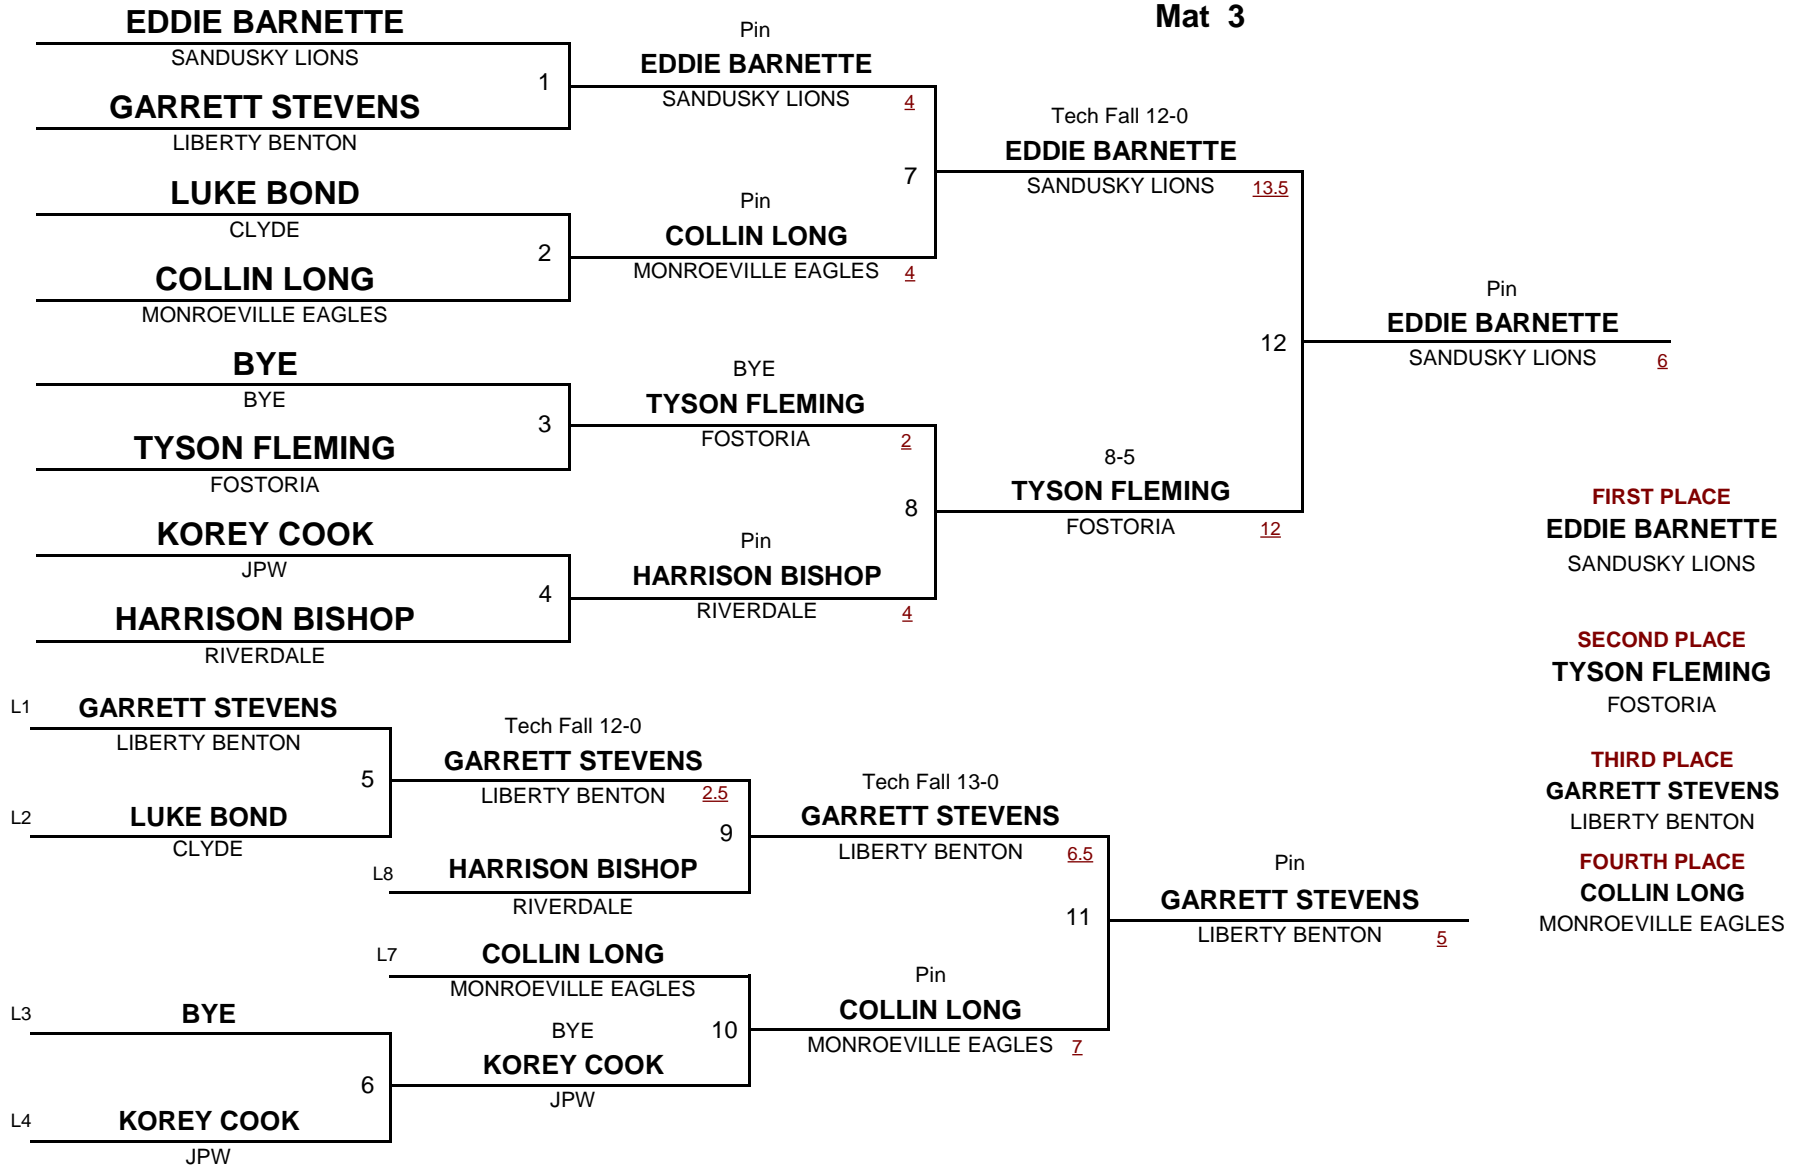 Mat 3
EDDIE BARNETTE
SANDUSKY LIONS
1
GARRETT STEVENS
LIBERTY BENTON
LUKE BOND
CLYDE
2
COLLIN LONG
MONROEVILLE EAGLES
BYE
BYE
3
TYSON FLEMING
FOSTORIA
KOREY COOK
JPW
4
HARRISON BISHOP
RIVERDALE
Pin
EDDIE BARNETTE
SANDUSKY LIONS 4
7
Pin
COLLIN LONG
MONROEVILLE EAGLES 4
BYE
TYSON FLEMING
FOSTORIA 2
8
Pin
HARRISON BISHOP
RIVERDALE 4
Tech Fall 12-0
EDDIE BARNETTE
SANDUSKY LIONS 13.5
12
8-5
TYSON FLEMING
FOSTORIA 12
Pin
EDDIE BARNETTE
SANDUSKY LIONS 6
L1 GARRETT STEVENS
LIBERTY BENTON
5
L2 LUKE BOND
CLYDE
L3 BYE
6
L4 KOREY COOK
JPW
Tech Fall 12-0
GARRETT STEVENS
LIBERTY BENTON 2.5
9
L8 HARRISON BISHOP
RIVERDALE
L7 COLLIN LONG
MONROEVILLE EAGLES
BYE 10
KOREY COOK
JPW
Tech Fall 13-0
GARRETT STEVENS
LIBERTY BENTON 6.5
11
Pin
COLLIN LONG
MONROEVILLE EAGLES 7
Pin
GARRETT STEVENS
LIBERTY BENTON 5
FIRST PLACE
EDDIE BARNETTE
SANDUSKY LIONS
SECOND PLACE
TYSON FLEMING
FOSTORIA
THIRD PLACE
GARRETT STEVENS
LIBERTY BENTON
FOURTH PLACE
COLLIN LONG
MONROEVILLE EAGLES